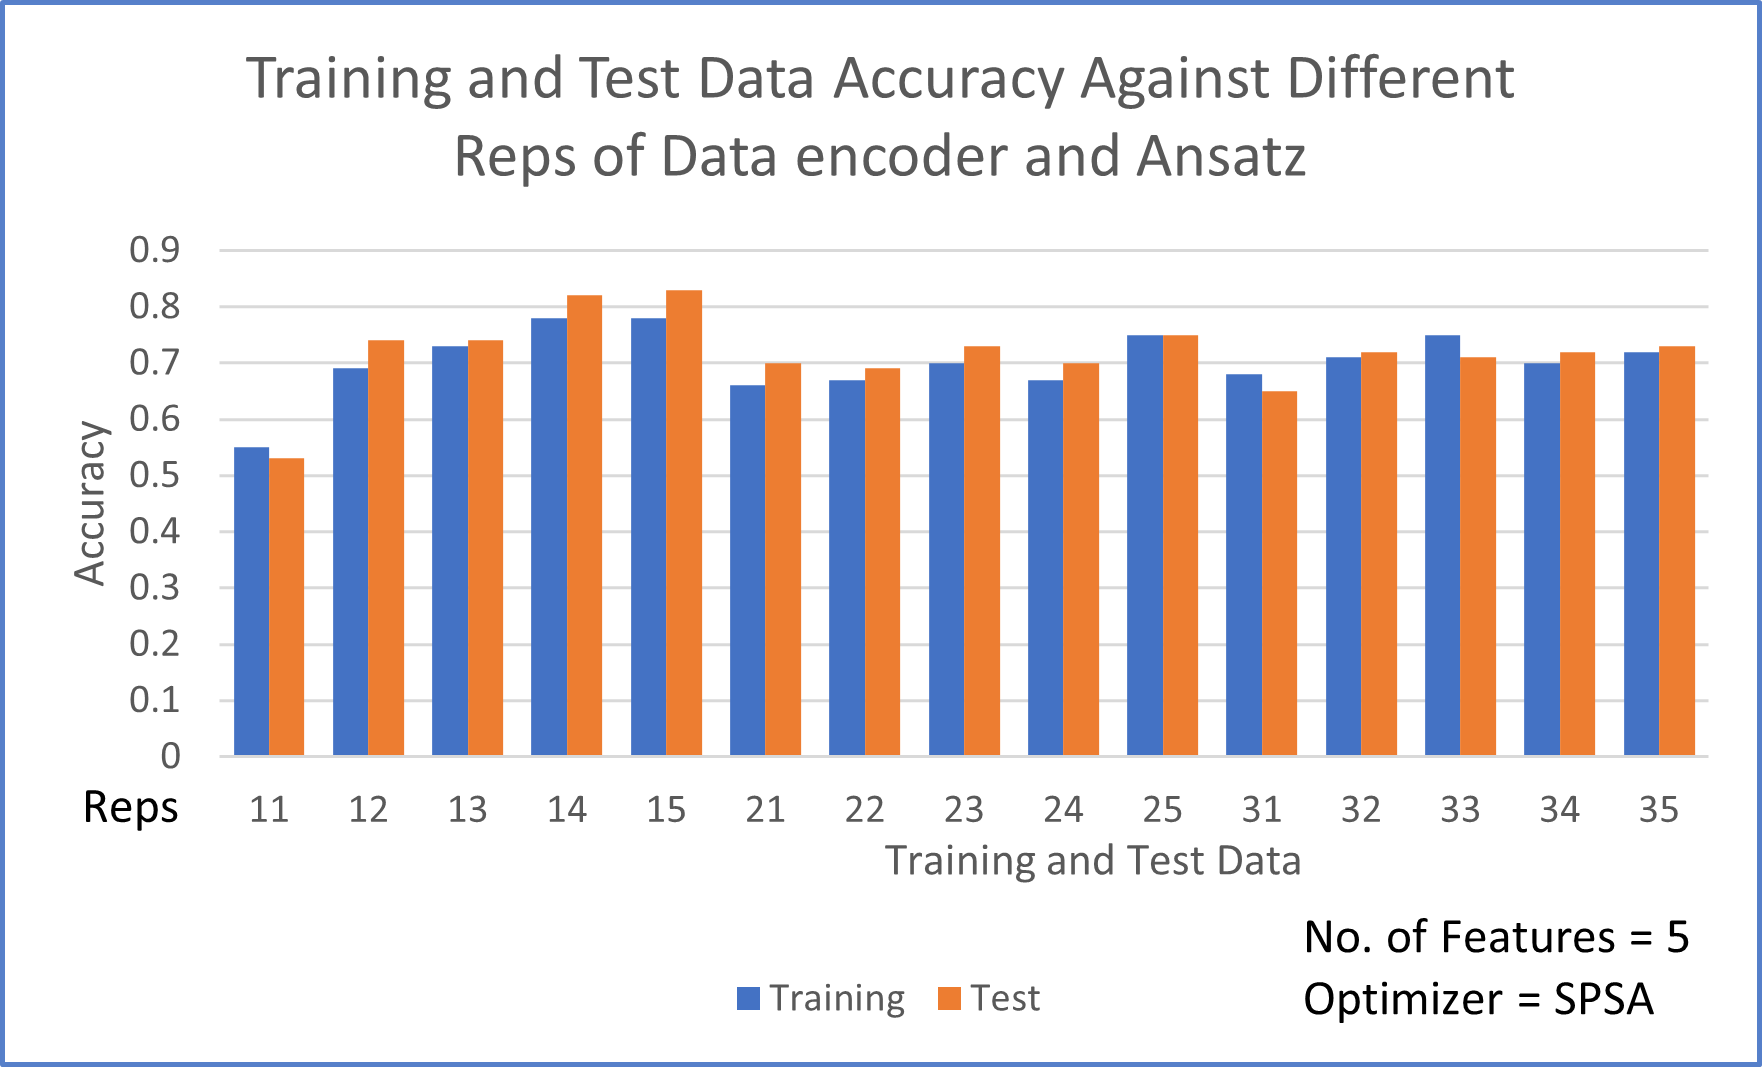 Training and Test Data Accuracy Against Different
Reps of Data encoder and Ansatz
0.9
0.8
0.7
0.6
0.5
0.4
0.3
0.2
0.1
0
Accuracy
Reps 11 12 13 14 15 21 22 23 24 25 31 32 33 34 35
Training and Test Data
No. of Features = 5
Training Test
Optimizer = SPSA